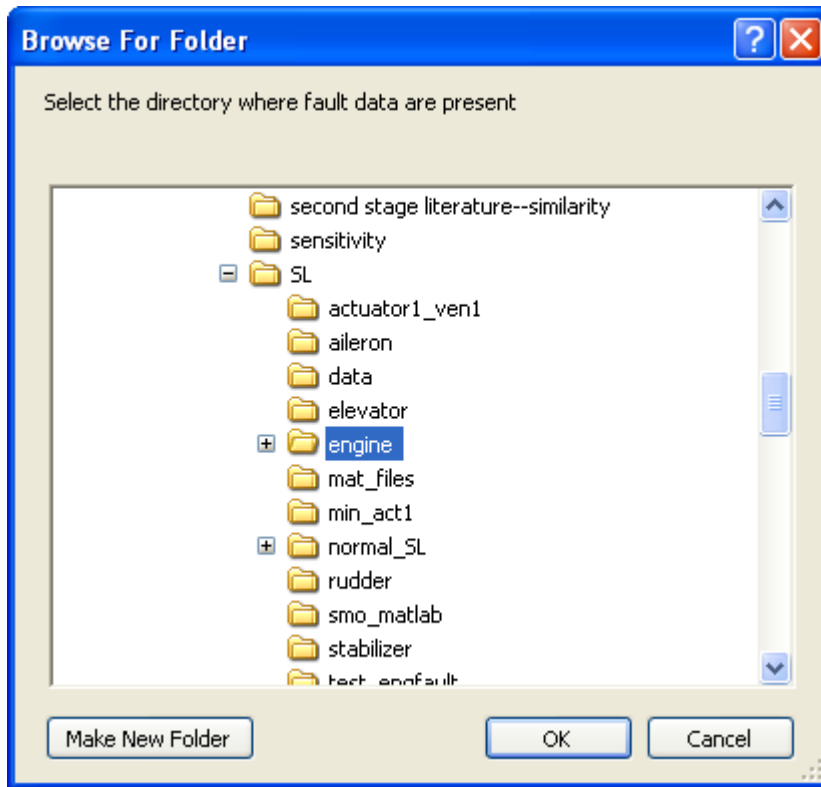 Browse For Folder
Select the directory where fault data are present
second stage literature--similarity
sensitivity
SL
actuator1_ven1
aileron
data
elevator
engine
mat_files
min_act1
normal_SL
rudder
smo_matlab
stabilizer
test_engfault
Make New Folder OK Cancel